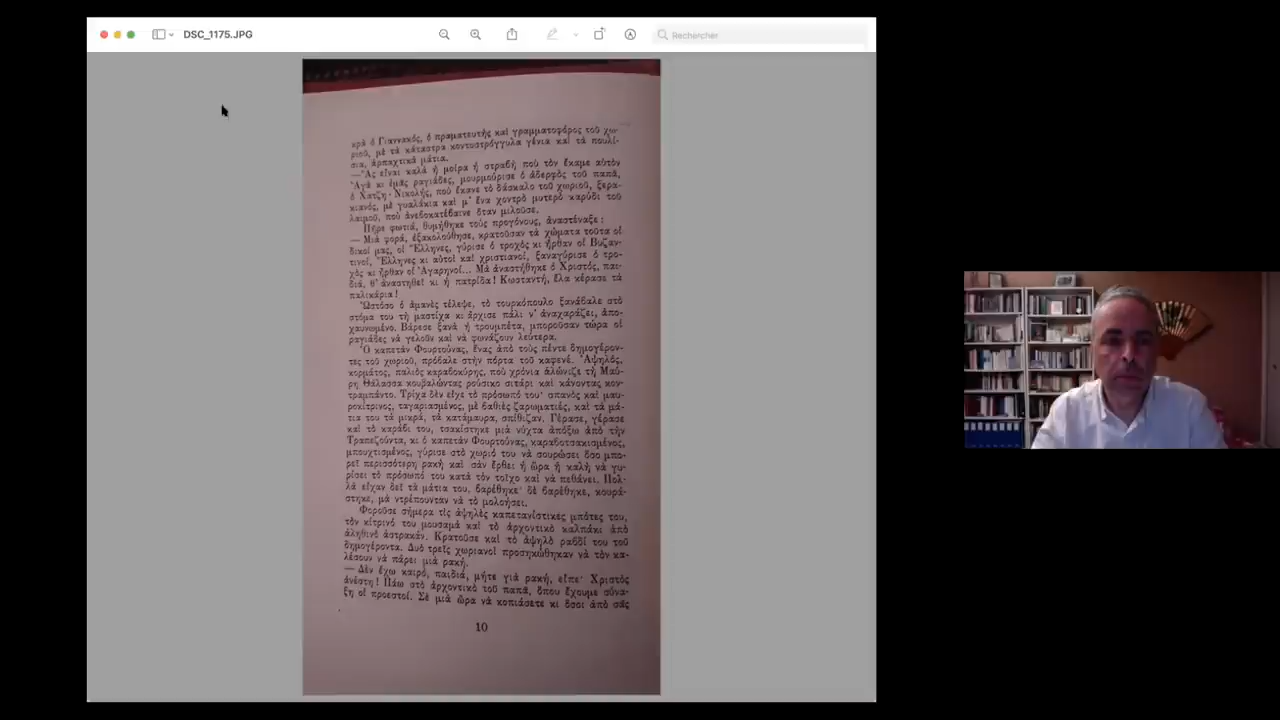 DSC_1175.JPG
Rechercher
κρὰ ὁ Γιαννακός, ὁ πραματευτὴς καὶ γραμματοφόρος τοῦ χω-
ριοῦ, μὲ τὰ κάτασπρα κοντοστρόγγυλα γένια καὶ τὰ πουλί-
σια, ἁρπαχτικὰ μάτια.
—Ἂς εἶναι καλὰ ἡ μοίρα ἡ στραβὴ ποὺ τὸν ἔκαμε αὐτὸν
Ἀγὰ κι ἐμᾶς ραγιάδες, μουρμούρισε ὁ ἀδερφὸς τοῦ παπᾶ,
ὁ Χατζη - Νικολής, ποὺ ἔκανε τὸ δάσκαλο τοῦ χωριοῦ, ξερα-
κιανός, μὲ γυαλάκια καὶ μ' ἕνα χοντρὸ μυτερὸ καρύδι τοῦ
λαιμοῦ, ποὺ ἀνεβοκατέβαινε ὅταν μιλοῦσε.
Πῆρε φωτιά, θυμήθηκε τοὺς προγόνους, ἀναστέναξε :
— Μιὰ φορά, ἐξακολούθησε, κρατοῦσαν τὰ χώματα τοῦτα οἱ
δικοί μας, οἱ Ἕλληνες, γύρισε ὁ τροχὸς κι ἦρθαν οἱ Βυζαν-
τινοί, Ἕλληνες κι αὐτοὶ καὶ χριστιανοί, ξαναγύρισε ὁ τρο-
χὸς κι ἦρθαν οἱ Ἀγαρηνοί... Μὰ ἀναστήθηκε ὁ Χριστός, παι-
διά, θ' ἀναστηθεῖ κι ἡ πατρίδα! Κωσταντή, ἔλα κέρασε τὰ
παλικάρια!
Ὡστόσο ὁ ἀμανὲς τέλεψε, τὸ τουρκόπουλο ξανάβαλε στὸ
στόμα του τὴ μαστίχα κι ἄρχισε πάλι ν' ἀναχαράζει, ἀπο-
χαυνωμένο. Βάρεσε ξανὰ ἡ τρουμπέτα, μποροῦσαν τώρα οἱ
ραγιάδες νὰ γελοῦν καὶ νὰ φωνάζουν λεύτερα.
Ὁ καπετὰν Φουρτούνας, ἕνας ἀπὸ τοὺς πέντε δημογέρον-
τες τοῦ χωριοῦ, πρόβαλε στὴν πόρτα τοῦ καφενέ. Ἀψηλός,
κορμάτος, παλιὸς καραβοκύρης, ποὺ χρόνια ἁλώνιζε τὴ Μαύ-
ρη Θάλασσα κουβαλώντας ρούσικο σιτάρι καὶ κάνοντας κον-
τραμπάντο. Τρίχα δὲν εἶχε τὸ πρόσωπό του· σπανὸς καὶ μαυ-
ροκίτρινος, ταγαριασμένος, μὲ βαθιὲς ζαρωματιές, καὶ τὰ μά-
τια του τὰ μικρά, τὰ κατάμαυρα, σπίθιζαν. Γέρασε, γέρασε
καὶ τὸ καράβι του, τσακίστηκε μιὰ νύχτα ἀπόξω ἀπὸ τὴν
Τραπεζούντα, κι ὁ καπετὰν Φουρτούνας, καραβοτσακισμένος,
μπουχτισμένος, γύρισε στὸ χωριό του νὰ σουρώσει ὅσο μπο-
ρεῖ περισσότερη ρακὴ καὶ σὰν ἔρθει ἡ ὥρα ἡ καλὴ νὰ γυ-
ρίσει τὸ πρόσωπό του κατὰ τὸν τοῖχο καὶ νὰ πεθάνει. Πολ-
λὰ εἶχαν δεῖ τὰ μάτια του, βαρέθηκε· δὲ βαρέθηκε, κουρά-
στηκε, μὰ ντρέπουνταν νὰ τὸ μολοήσει.
Φοροῦσε σήμερα τὶς ἀψηλὲς καπετανίστικες μπότες του,
τὸν κίτρινό του μουσαμὰ καὶ τὸ ἀρχοντικὸ καλπάκι ἀπὸ
ἀληθινὸ ἀστρακάν. Κρατοῦσε καὶ τὸ ἀψηλὸ ραβδί του τοῦ
δημογέροντα. Δυὸ τρεῖς χωριανοὶ προσηκώθηκαν νὰ τὸν κα-
λέσουν νὰ πάρει μιὰ ρακή.
— Δὲν ἔχω καιρό, παιδιά, μήτε γιὰ ρακή, εἶπε· Χριστὸς
ἀνέστη! Πάω στὸ ἀρχοντικὸ τοῦ παπᾶ, ὅπου ἔχουμε σύνα-
ξη οἱ προεστοί. Σὲ μιὰ ὥρα νὰ κοπιάσετε κι ὅσοι ἀπὸ σᾶς
10